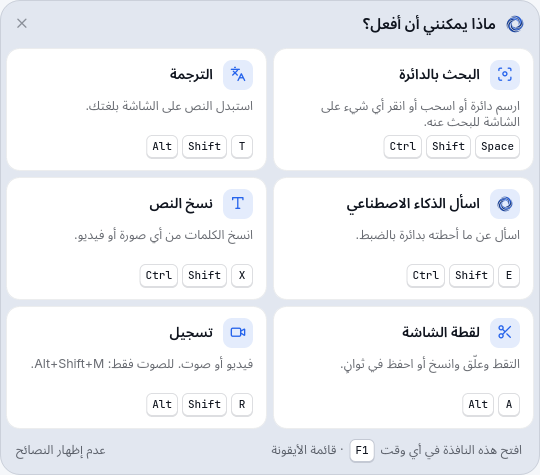 ماذا يمكنني أن أفعل؟
البحث بالدائرة
ارسم دائرة أو اسحب أو انقر أي شيء على
الشاشة للبحث عنه.
Ctrl Shift Space
الترجمة
استبدل النص على الشاشة بلغتك.
Alt Shift T
اسأل الذكاء الاصطناعي
اسأل عن ما أحطته بدائرة بالضبط.
Ctrl Shift E
نسخ النص
انسخ الكلمات من أي صورة أو فيديو.
Ctrl Shift X
لقطة الشاشة
التقط وعلّق وانسخ أو احفظ في ثوانٍ.
Alt A
تسجيل
فيديو أو صوت. للصوت فقط: Alt+Shift+M.
Alt Shift R
افتح هذه النافذة في أي وقت F1 · قائمة الأيقونة
عدم إظهار النصائح